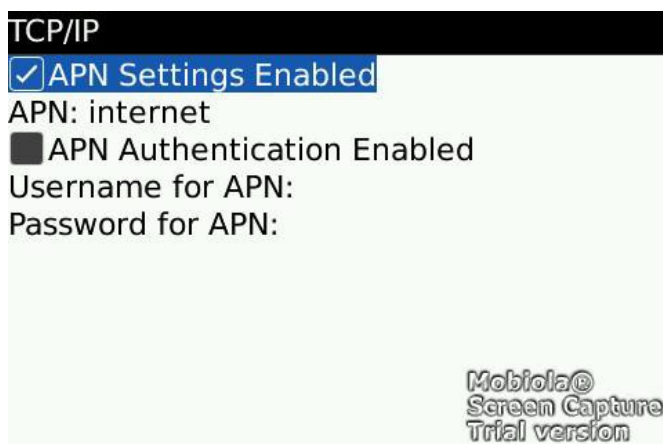 TCP/IP
APN Settings Enabled
APN: internet
APN Authentication Enabled
Username for APN:
Password for APN:
Mobiola®
Screen Capture
Trial version